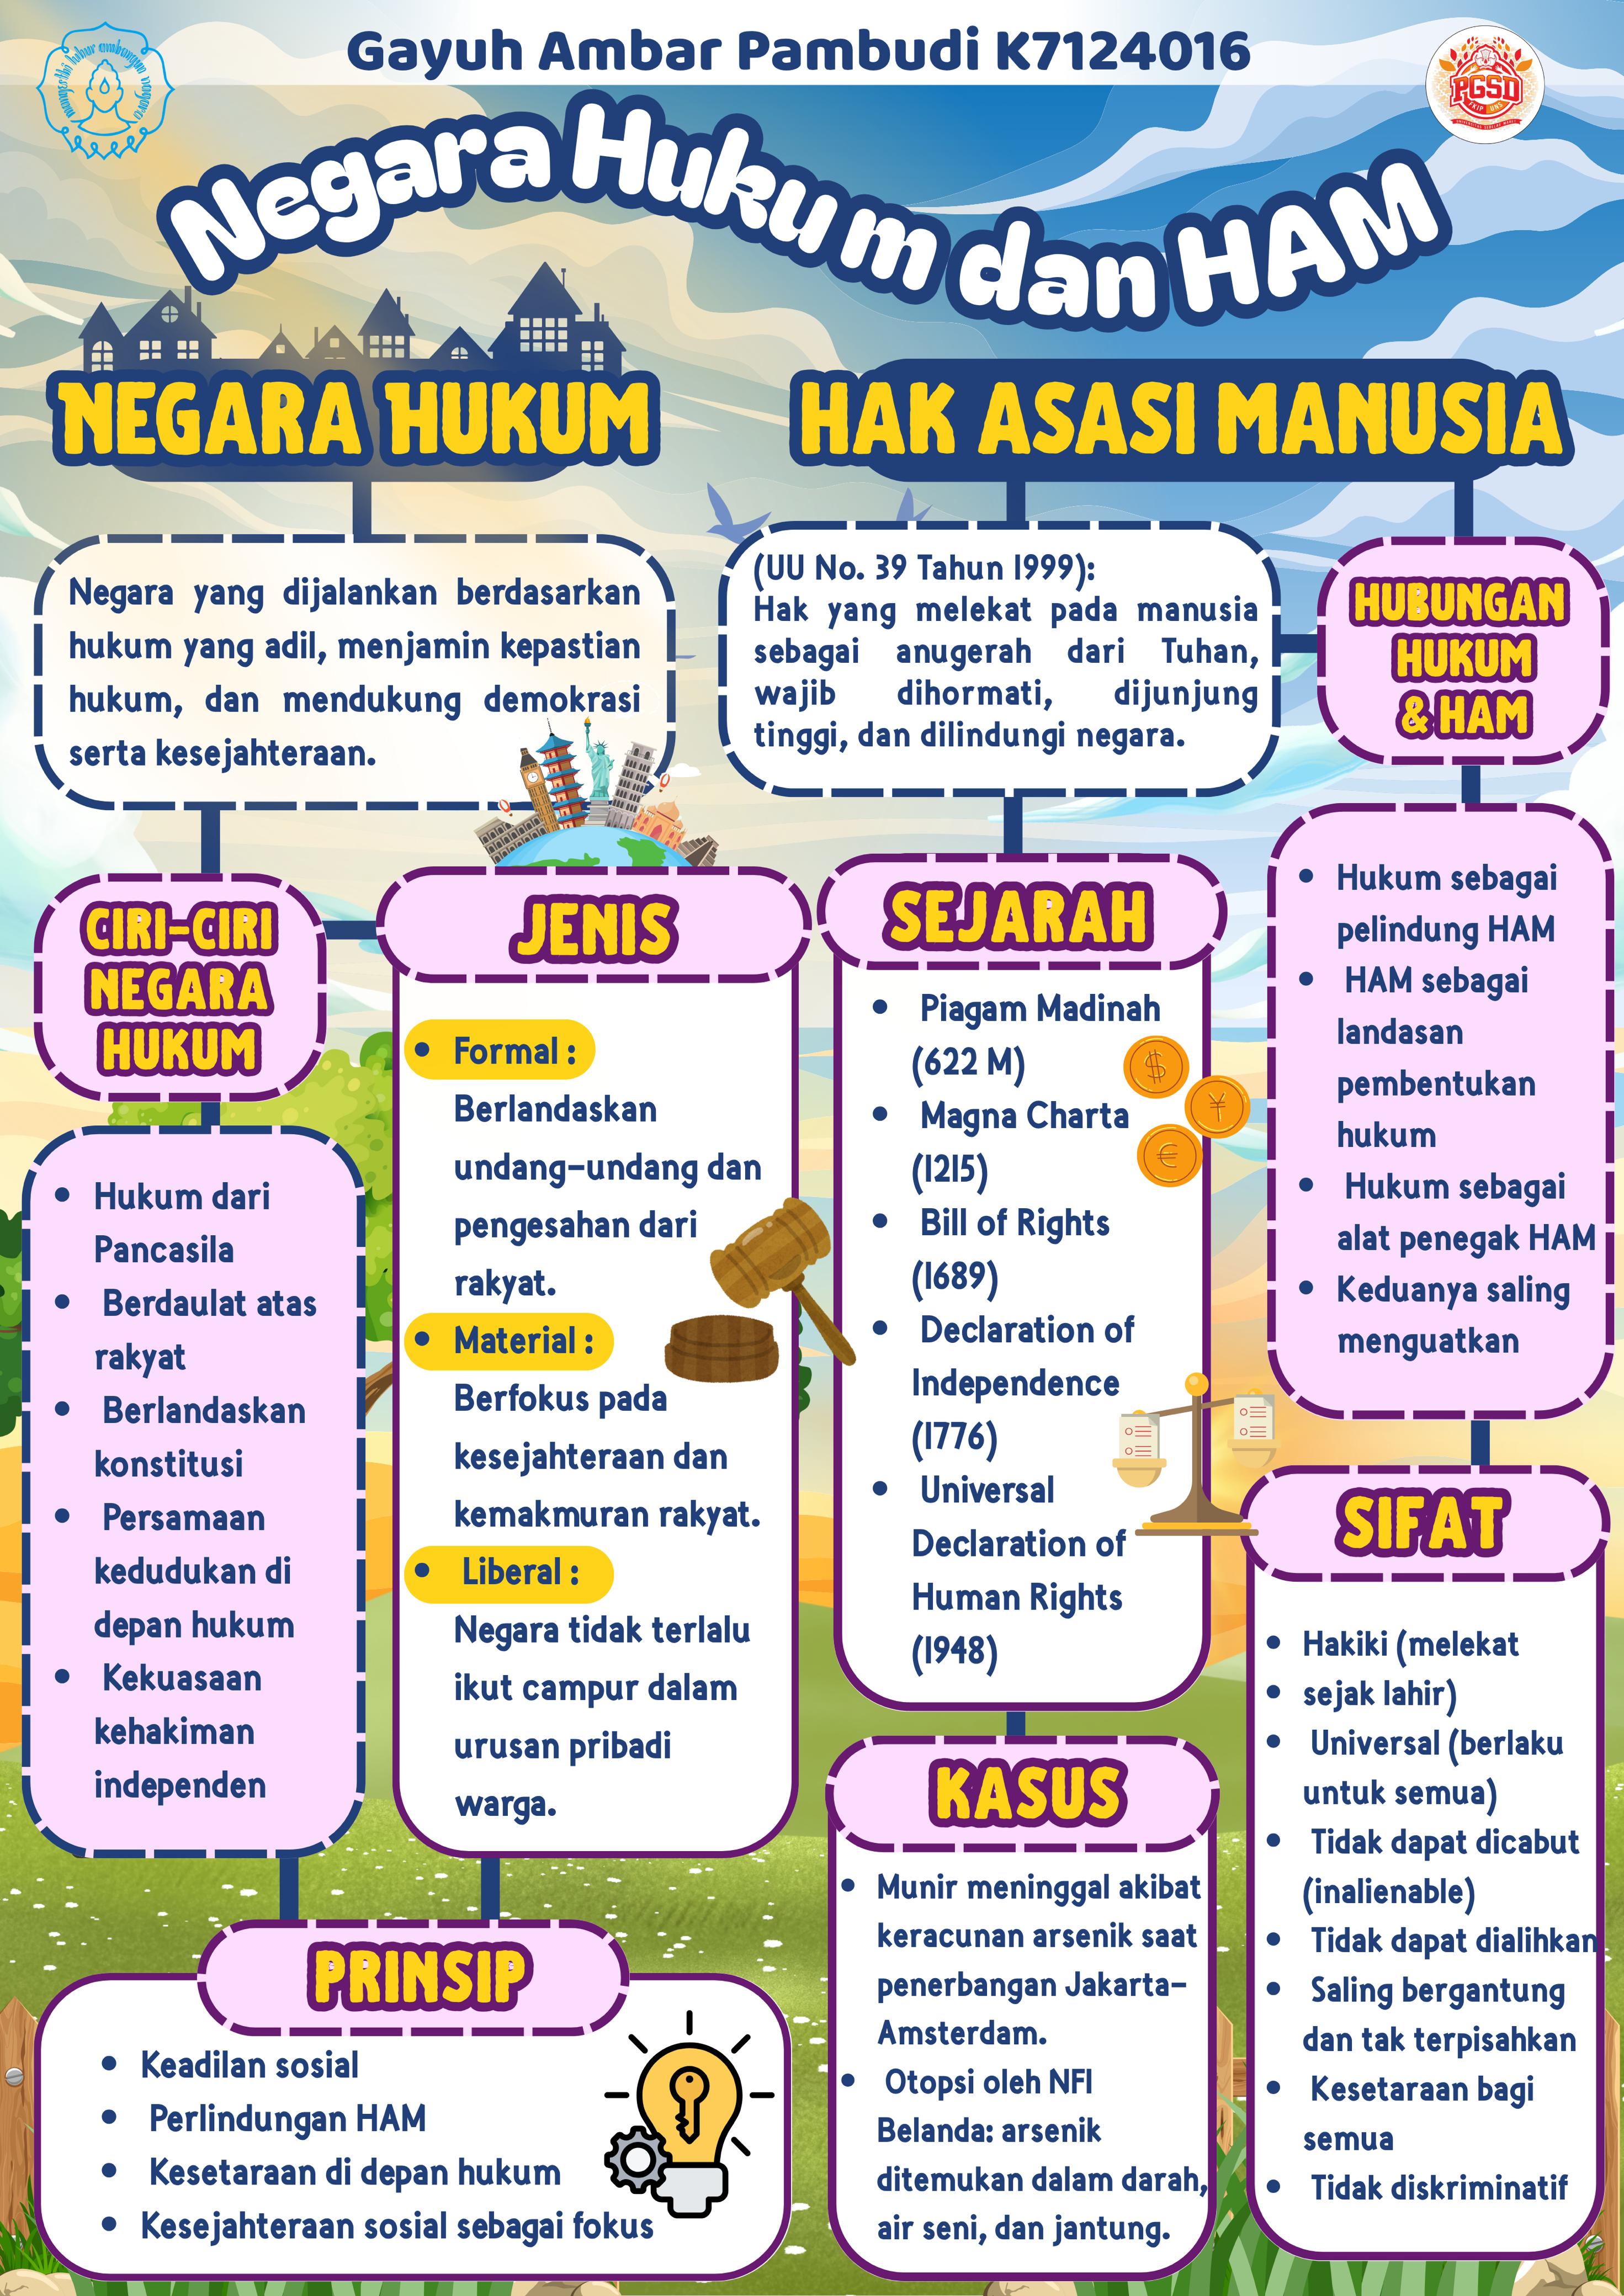 Gayuh Ambar Pambudi K7124016
mangesthi luhur ambangun nagara
PGSD
FKIP UNS
UNIVERSITAS SEBELAS MARET
Negara Hukum dan HAM
NEGARA HUKUM
Negara yang dijalankan berdasarkan
hukum yang adil, menjamin kepastian
hukum, dan mendukung demokrasi
serta kesejahteraan.
CIRI-CIRI
NEGARA
HUKUM
• Hukum dari
Pancasila
• Berdaulat atas
rakyat
• Berlandaskan
konstitusi
• Persamaan
kedudukan di
depan hukum
• Kekuasaan
kehakiman
independen
JENIS
• Formal :
Berlandaskan
undang-undang dan
pengesahan dari
rakyat.
• Material :
Berfokus pada
kesejahteraan dan
kemakmuran rakyat.
• Liberal :
Negara tidak terlalu
ikut campur dalam
urusan pribadi
warga.
PRINSIP
• Keadilan sosial
• Perlindungan HAM
• Kesetaraan di depan hukum
• Kesejahteraan sosial sebagai fokus
HAK ASASI MANUSIA
(UU No. 39 Tahun 1999):
Hak yang melekat pada manusia
sebagai anugerah dari Tuhan,
wajib dihormati, dijunjung
tinggi, dan dilindungi negara.
SEJARAH
• Piagam Madinah
(622 M)
• Magna Charta
(1215)
• Bill of Rights
(1689)
• Declaration of
Independence
(1776)
• Universal
Declaration of
Human Rights
(1948)
$
¥
€
KASUS
• Munir meninggal akibat
keracunan arsenik saat
penerbangan Jakarta-
Amsterdam.
• Otopsi oleh NFI
Belanda: arsenik
ditemukan dalam darah,
air seni, dan jantung.
HUBUNGAN
HUKUM
& HAM
• Hukum sebagai
pelindung HAM
• HAM sebagai
landasan
pembentukan
hukum
• Hukum sebagai
alat penegak HAM
• Keduanya saling
menguatkan
SIFAT
• Hakiki (melekat
• sejak lahir)
• Universal (berlaku
untuk semua)
• Tidak dapat dicabut
(inalienable)
• Tidak dapat dialihkan
• Saling bergantung
dan tak terpisahkan
• Kesetaraan bagi
semua
• Tidak diskriminatif